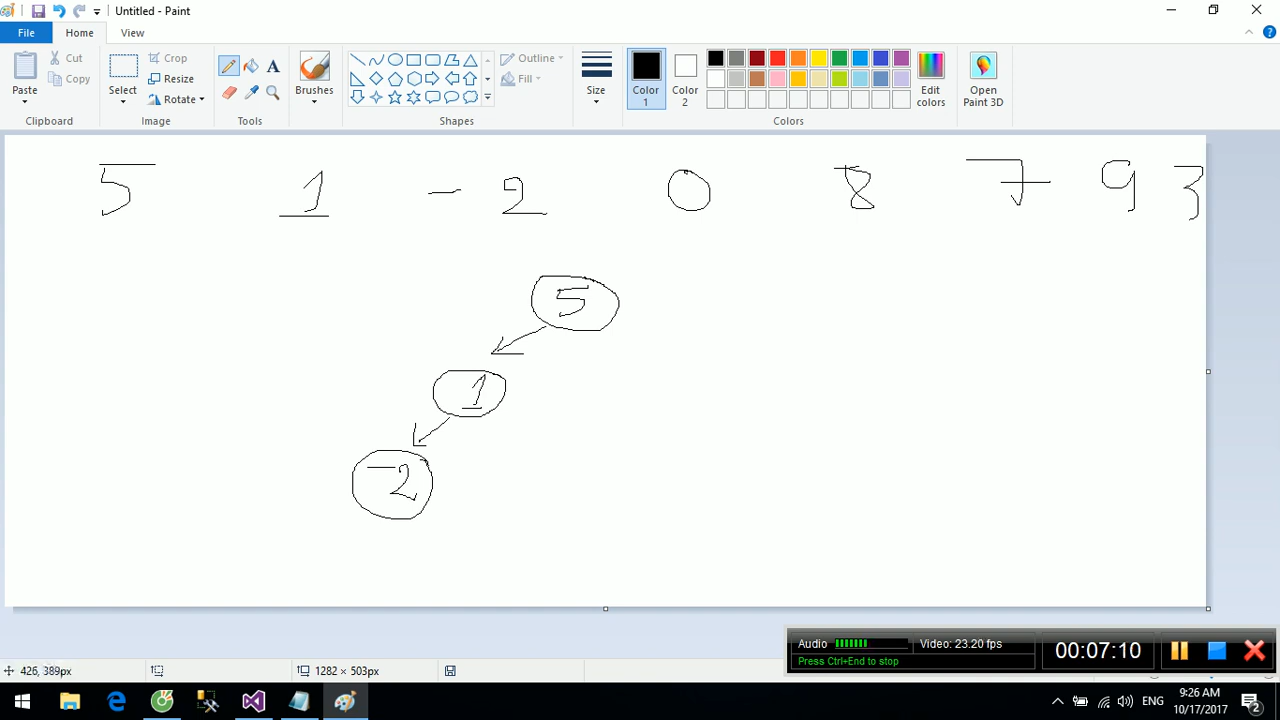 Untitled - Paint
File Home View
Paste
Cut
Copy
Clipboard
Select
Crop
Resize
Rotate
Image
A
Tools
Brushes
Outline
Fill
Shapes
Size
Color 1
Color 2
Edit colors
Colors
Open Paint 3D
5 1 - 2 0 8 7 9 3
5
1
-2
Audio Video: 23.20 fps 00:07:10
Press Ctrl+End to stop
426, 389px 1282 × 503px
ENG 9:26 AM
10/17/2017
2